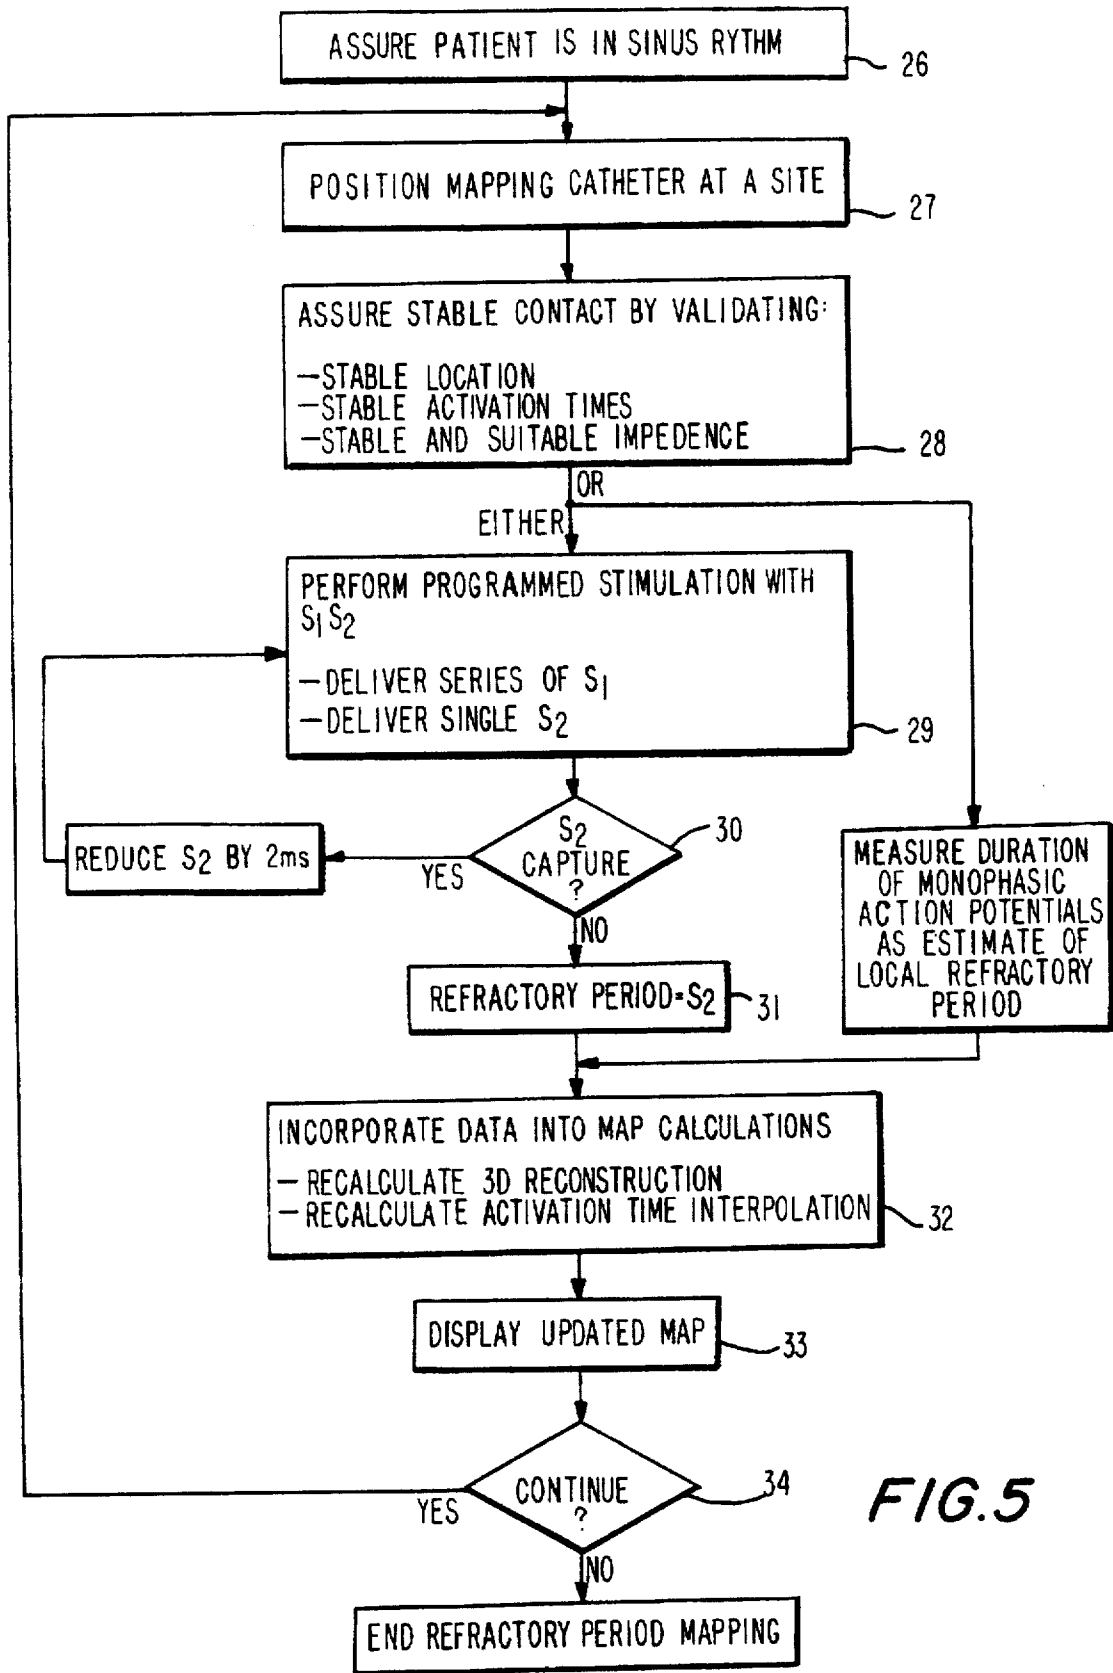 ASSURE PATIENT IS IN SINUS RYTHM
26
POSITION MAPPING CATHETER AT A SITE
27
ASSURE STABLE CONTACT BY VALIDATING:
—STABLE LOCATION
—STABLE ACTIVATION TIMES
—STABLE AND SUITABLE IMPEDENCE
28
OR
EITHER
PERFORM PROGRAMMED STIMULATION WITH
S1 S2
—DELIVER SERIES OF S1
—DELIVER SINGLE S2
29
S2
CAPTURE
?
30
YES
REDUCE S2 BY 2ms
NO
REFRACTORY PERIOD=S2
31
MEASURE DURATION
OF MONOPHASIC
ACTION POTENTIALS
AS ESTIMATE OF
LOCAL REFRACTORY
PERIOD
INCORPORATE DATA INTO MAP CALCULATIONS
— RECALCULATE 3D RECONSTRUCTION
— RECALCULATE ACTIVATION TIME INTERPOLATION
32
DISPLAY UPDATED MAP
33
CONTINUE
?
34
YES
NO
END REFRACTORY PERIOD MAPPING
FIG.5